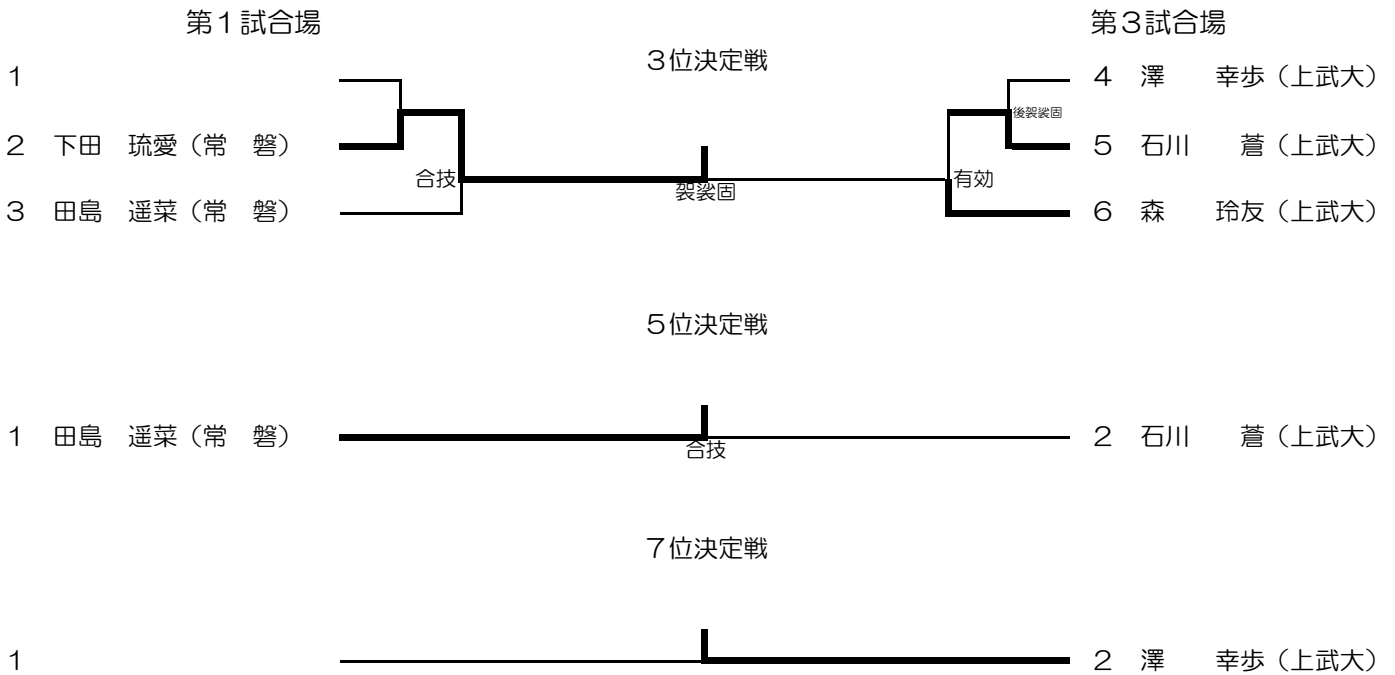 第１試合場
第３試合場
３位決定戦
1
4 澤 幸歩（上武大）
後袈裟固
2 下田 琉愛（常 磐）
5 石川 蒼（上武大）
合技
有効
袈裟固
3 田島 遥菜（常 磐）
6 森 玲友（上武大）
５位決定戦
1 田島 遥菜（常 磐）
2 石川 蒼（上武大）
合技
７位決定戦
1
2 澤 幸歩（上武大）